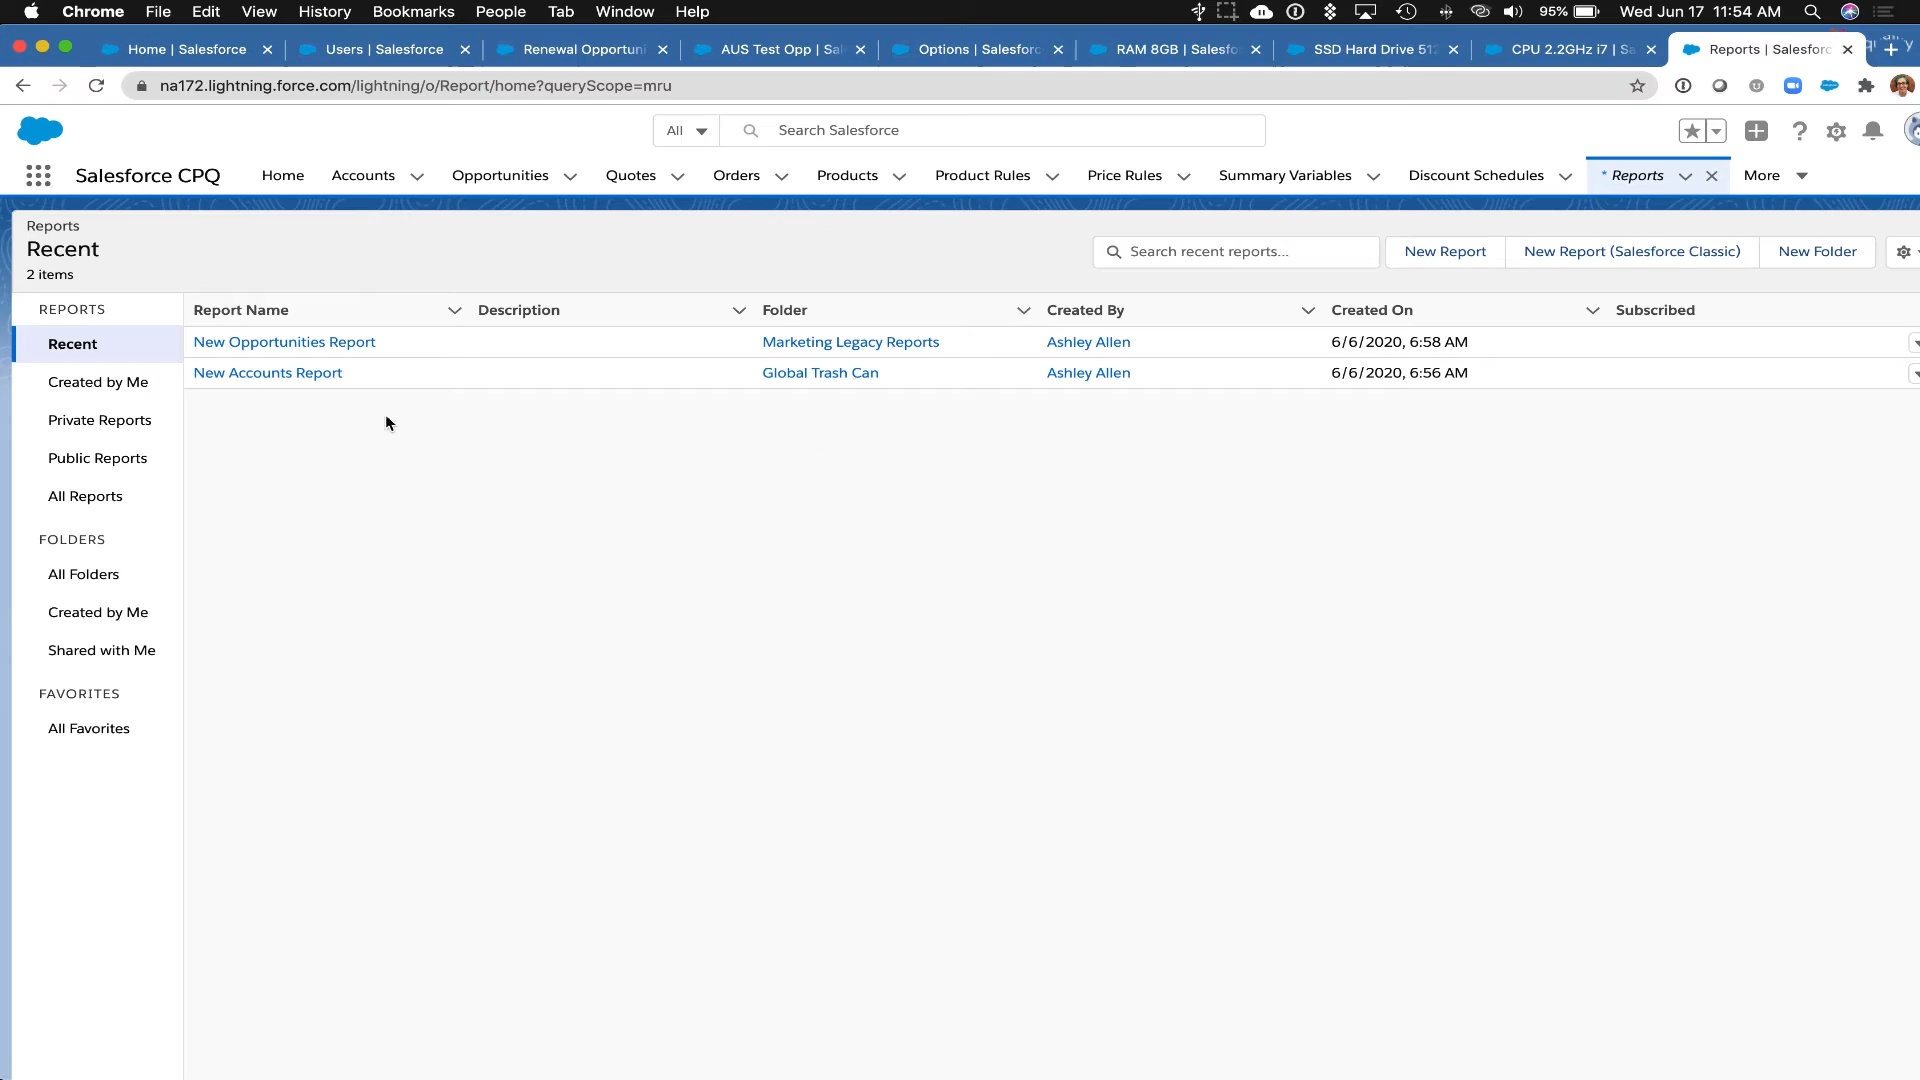 Chrome File Edit View History Bookmarks People Tab Window Help 95% Wed Jun 17 11:54 AM
Home | Salesforce Users | Salesforce Renewal Opportuni AUS Test Opp | Sal Options | Salesforc RAM 8GB | Salesfo SSD Hard Drive 512 CPU 2.2GHz i7 | Sa Reports | Salesforc
na172.lightning.force.com/lightning/o/Report/home?queryScope=mru
All Search Salesforce
Salesforce CPQ Home Accounts Opportunities Quotes Orders Products Product Rules Price Rules Summary Variables Discount Schedules * Reports More
Reports
Recent
2 items
Search recent reports... New Report New Report (Salesforce Classic) New Folder
REPORTS
Recent
Created by Me
Private Reports
Public Reports
All Reports
FOLDERS
All Folders
Created by Me
Shared with Me
FAVORITES
All Favorites
Report Name Description Folder Created By Created On Subscribed
New Opportunities Report Marketing Legacy Reports Ashley Allen 6/6/2020, 6:58 AM
New Accounts Report Global Trash Can Ashley Allen 6/6/2020, 6:56 AM